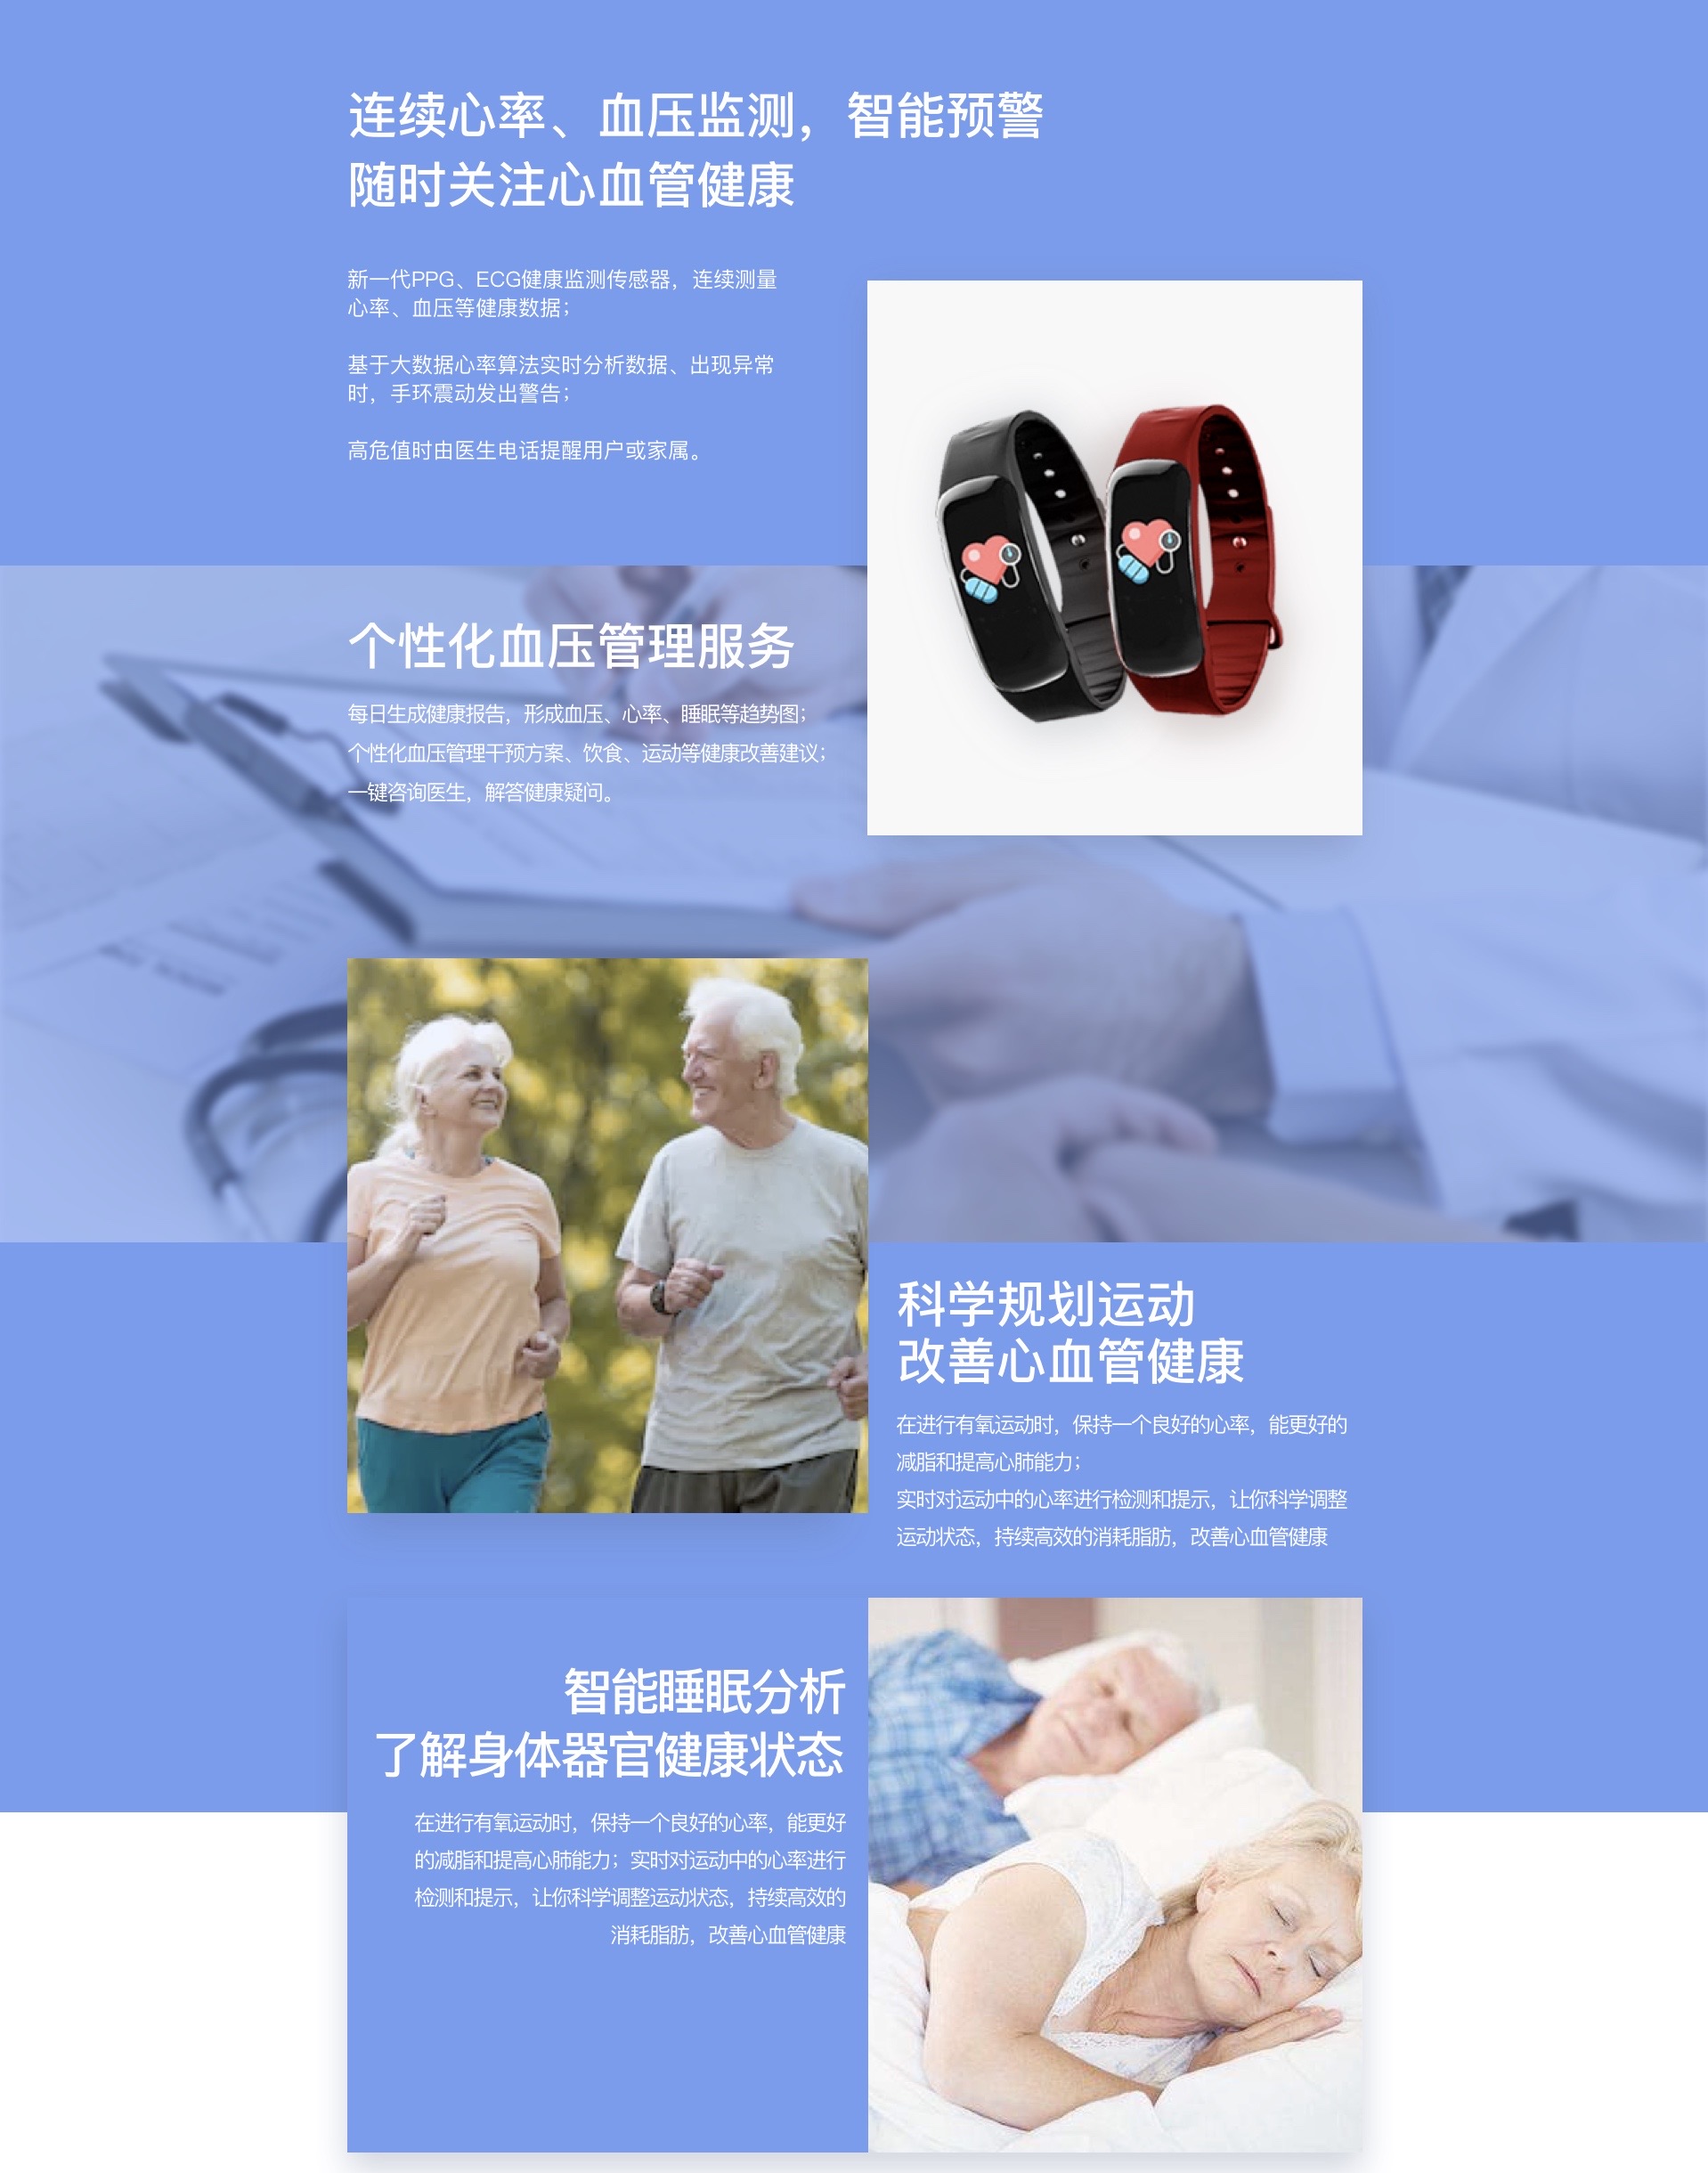 连续心率、血压监测，智能预警
随时关注心血管健康
新一代PPG、ECG健康监测传感器，连续测量
心率、血压等健康数据；
基于大数据心率算法实时分析数据、出现异常
时，手环震动发出警告；
高危值时由医生电话提醒用户或家属。
个性化血压管理服务
每日生成健康报告，形成血压、心率、睡眠等趋势图；
个性化血压管理干预方案、饮食、运动等健康改善建议；
一键咨询医生，解答健康疑问。
科学规划运动
改善心血管健康
在进行有氧运动时，保持一个良好的心率，能更好的
减脂和提高心肺能力；
实时对运动中的心率进行检测和提示，让你科学调整
运动状态，持续高效的消耗脂肪，改善心血管健康
智能睡眠分析
了解身体器官健康状态
在进行有氧运动时，保持一个良好的心率，能更好
的减脂和提高心肺能力；实时对运动中的心率进行
检测和提示，让你科学调整运动状态，持续高效的
消耗脂肪，改善心血管健康